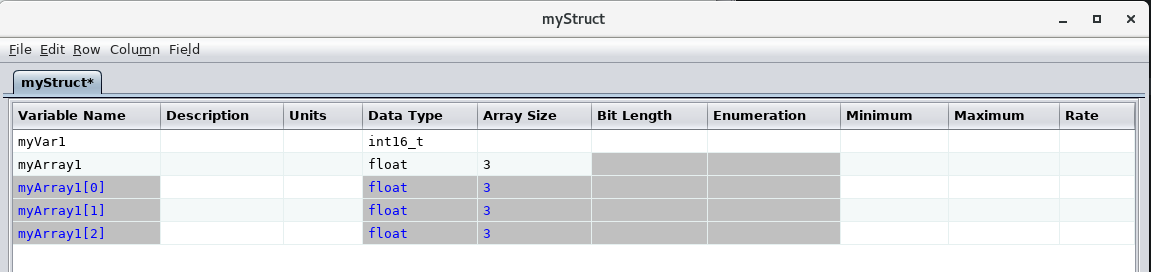 myStruct
File Edit Row Column Field
myStruct*
Variable Name Description Units Data Type Array Size Bit Length Enumeration Minimum Maximum Rate
myVar1 int16_t
myArray1 float 3
myArray1[0] float 3
myArray1[1] float 3
myArray1[2] float 3